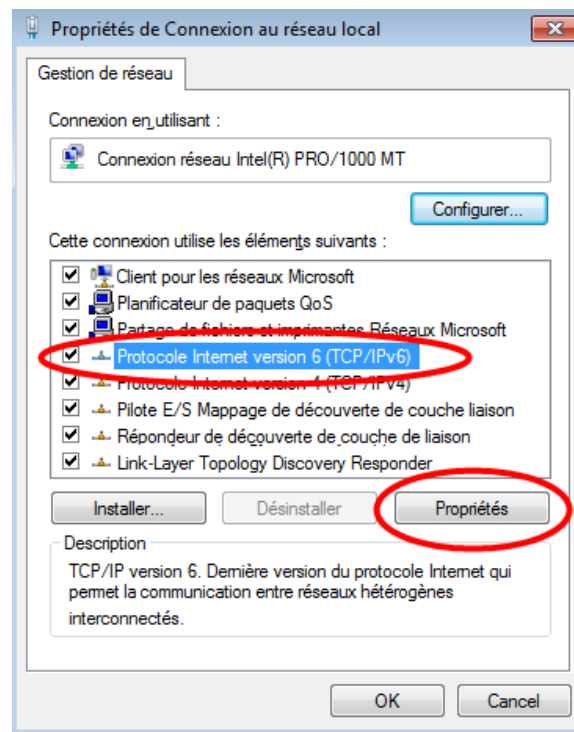 Propriétés de Connexion au réseau local
Gestion de réseau
Connexion en utilisant :
Connexion réseau Intel(R) PRO/1000 MT
Configurer...
Cette connexion utilise les éléments suivants :
Client pour les réseaux Microsoft
Planificateur de paquets QoS
Partage de fichiers et imprimantes Réseaux Microsoft
Protocole Internet version 6 (TCP/IPv6)
Protocole Internet version 4 (TCP/IPv4)
Pilote E/S Mappage de découverte de couche liaison
Répondeur de découverte de couche de liaison
Link-Layer Topology Discovery Responder
Installer... Désinstaller Propriétés
Description
TCP/IP version 6. Dernière version du protocole Internet qui
permet la communication entre réseaux hétérogènes
interconnectés.
OK Cancel